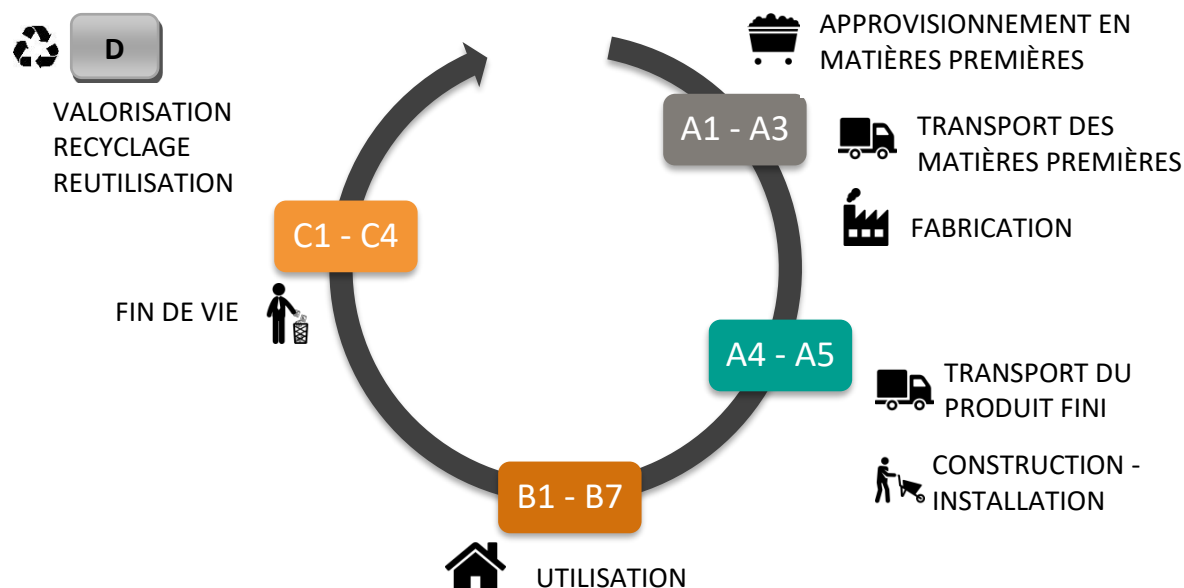 D
VALORISATION
RECYCLAGE
REUTILISATION
APPROVISIONNEMENT EN
MATIÈRES PREMIÈRES
A1 - A3
TRANSPORT DES
MATIÈRES PREMIÈRES
FABRICATION
A4 - A5
TRANSPORT DU
PRODUIT FINI
CONSTRUCTION -
INSTALLATION
B1 - B7
UTILISATION
C1 - C4
FIN DE VIE